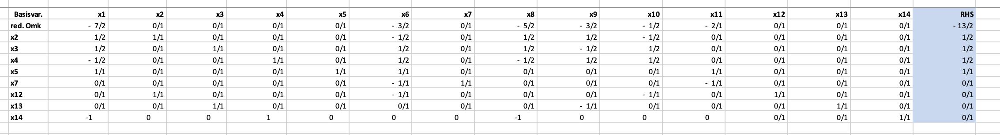 Basisvar. x1 x2 x3 x4 x5 x6 x7 x8 x9 x10 x11 x12 x13 x14 RHS
red. Omk - 7/2 0/1 0/1 0/1 0/1 - 3/2 0/1 - 5/2 - 3/2 - 1/2 - 2/1 0/1 0/1 0/1 - 13/2
x2 1/2 1/1 0/1 0/1 0/1 - 1/2 0/1 1/2 1/2 - 1/2 0/1 0/1 0/1 0/1 1/2
x3 1/2 0/1 1/1 0/1 0/1 1/2 0/1 1/2 - 1/2 1/2 0/1 0/1 0/1 0/1 1/2
x4 - 1/2 0/1 0/1 1/1 0/1 1/2 0/1 - 1/2 1/2 1/2 0/1 0/1 0/1 0/1 1/2
x5 1/1 0/1 0/1 0/1 1/1 1/1 0/1 0/1 0/1 0/1 1/1 0/1 0/1 0/1 1/1
x7 0/1 0/1 0/1 0/1 0/1 - 1/1 1/1 0/1 0/1 0/1 - 1/1 0/1 0/1 0/1 0/1
x12 0/1 1/1 0/1 0/1 0/1 - 1/1 0/1 0/1 0/1 - 1/1 0/1 1/1 0/1 0/1 0/1
x13 0/1 0/1 1/1 0/1 0/1 0/1 0/1 0/1 - 1/1 0/1 0/1 0/1 1/1 0/1 0/1
x14 -1 0 0 1 0 0 0 -1 0 0 0 0/1 0/1 1/1 0/1